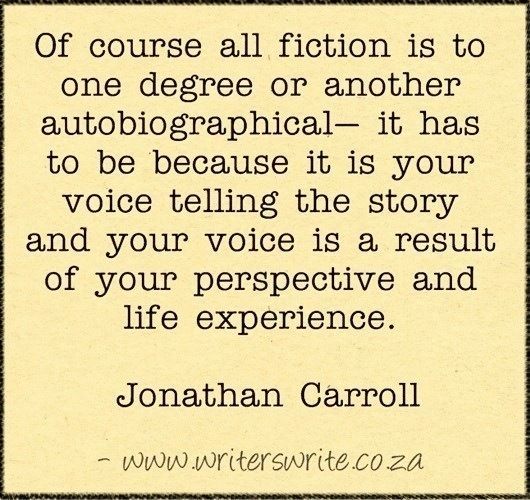 Of course all fiction is to
one degree or another
autobiographical— it has
to be because it is your
voice telling the story
and your voice is a result
of your perspective and
life experience.
Jonathan Carroll
- www.writerswrite.co.za